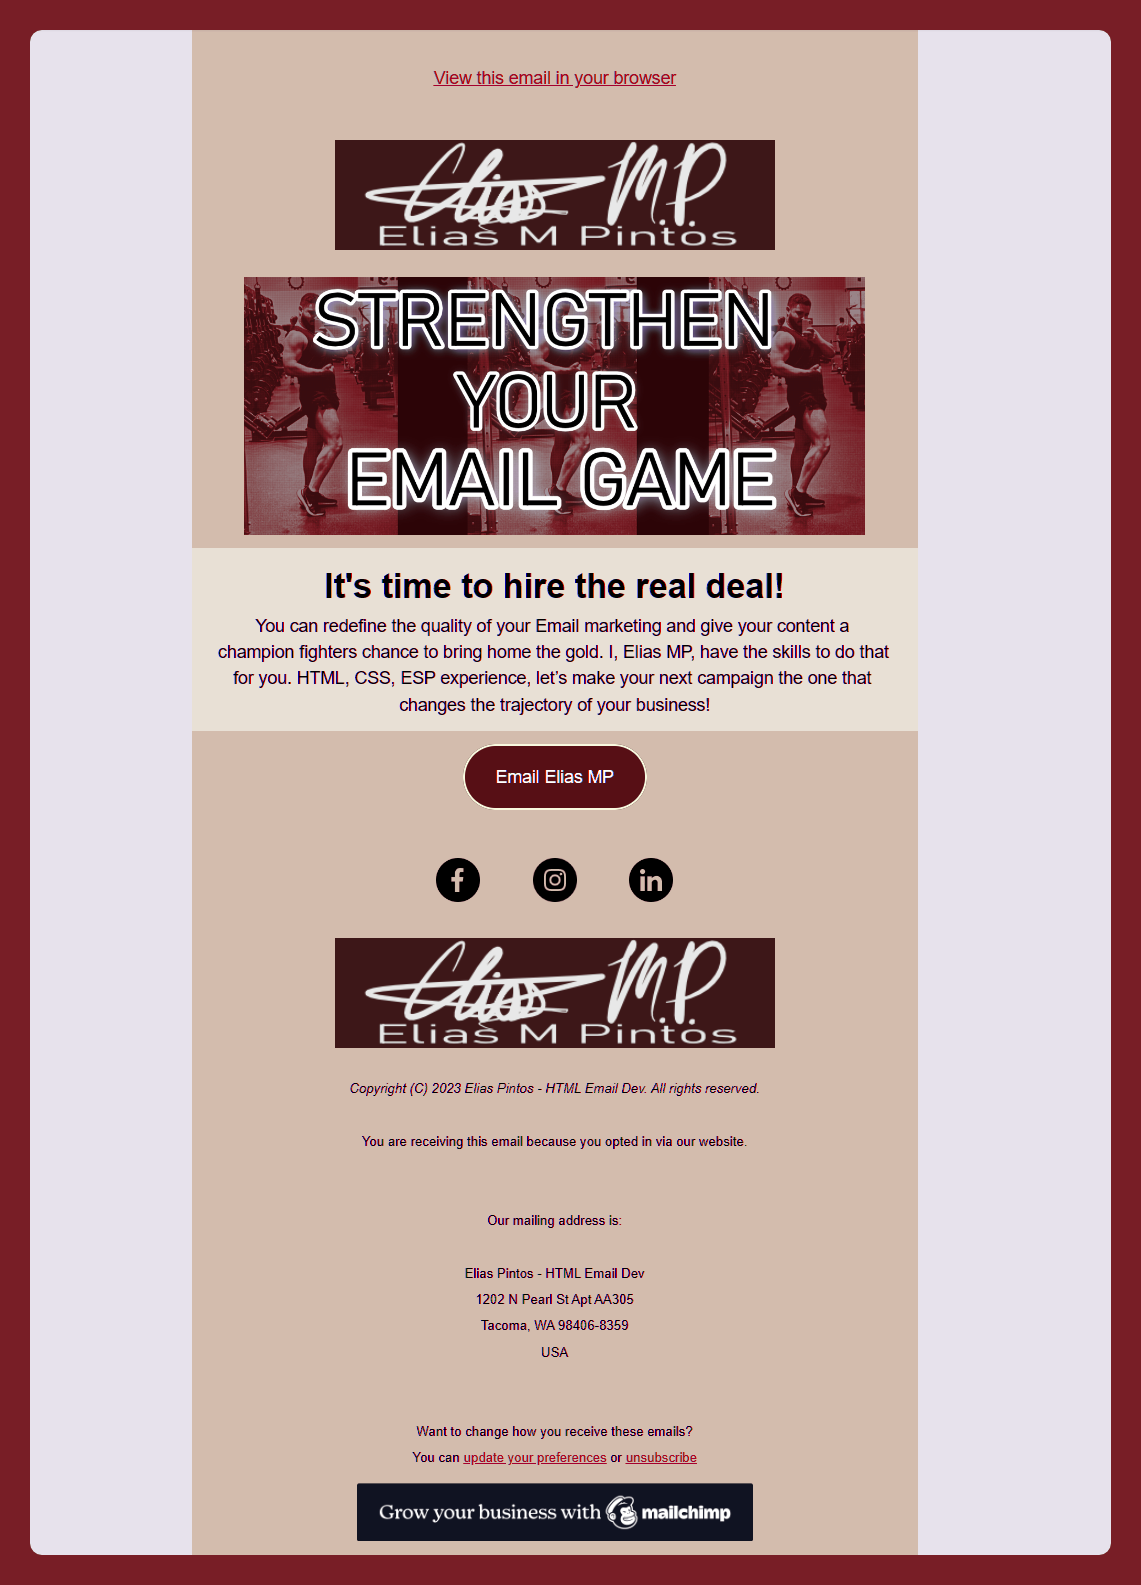 View this email in your browser
Elias M.P.
Elias M Pintos
STRENGTHEN
YOUR
EMAIL GAME
It's time to hire the real deal!
You can redefine the quality of your Email marketing and give your content a
champion fighters chance to bring home the gold. I, Elias MP, have the skills to do that
for you. HTML, CSS, ESP experience, let’s make your next campaign the one that
changes the trajectory of your business!
Email Elias MP
Elias M.P.
Elias M Pintos
Copyright (C) 2023 Elias Pintos - HTML Email Dev. All rights reserved.
You are receiving this email because you opted in via our website.
Our mailing address is:
Elias Pintos - HTML Email Dev
1202 N Pearl St Apt AA305
Tacoma, WA 98406-8359
USA
Want to change how you receive these emails?
You can update your preferences or unsubscribe
Grow your business with mailchimp